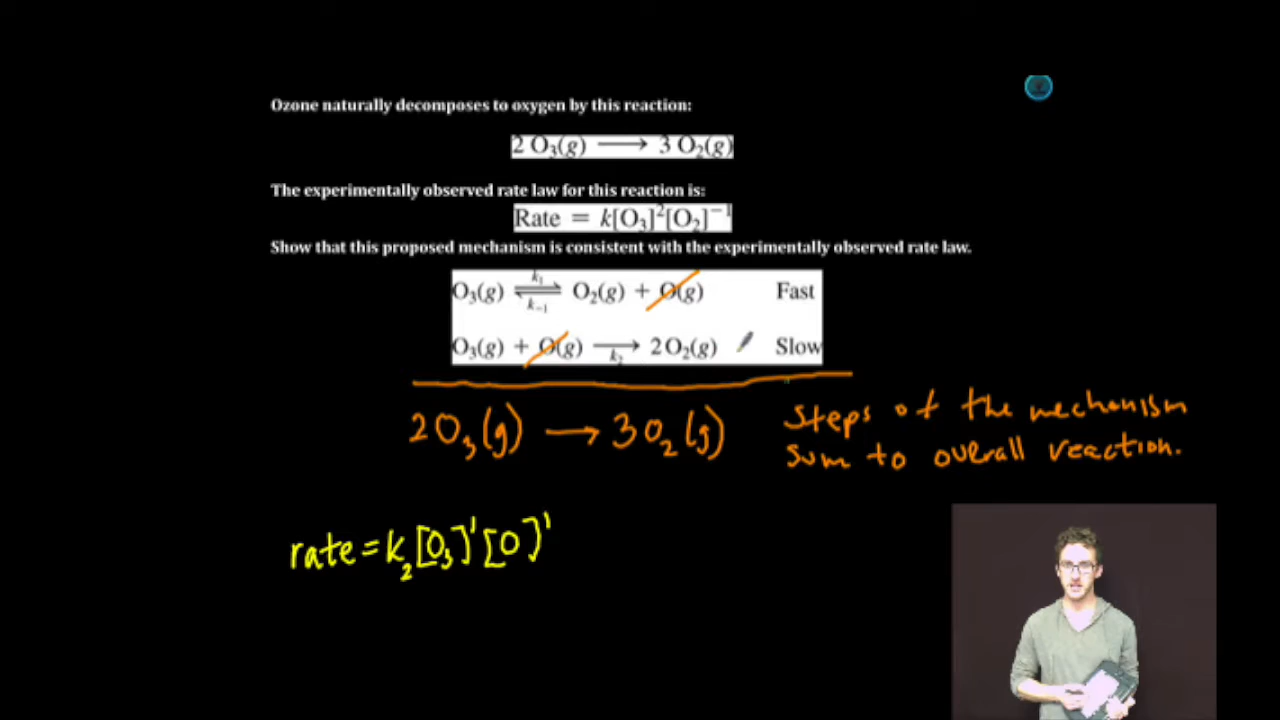 Ozone naturally decomposes to oxygen by this reaction:
2 O₃(g) ⟶ 3 O₂(g)
The experimentally observed rate law for this reaction is:
Rate = k[O₃]²[O₂]⁻¹
Show that this proposed mechanism is consistent with the experimentally observed rate law.
k₁
O₃(g) ⇌ O₂(g) + O(g) Fast
k₋₁
O₃(g) + O(g) ⟶ 2 O₂(g) Slow
k₂
2O₃(g) ⟶ 3O₂(g)
Steps of the mechanism
sum to overall reaction.
rate = k₂[O₃]¹[O]¹